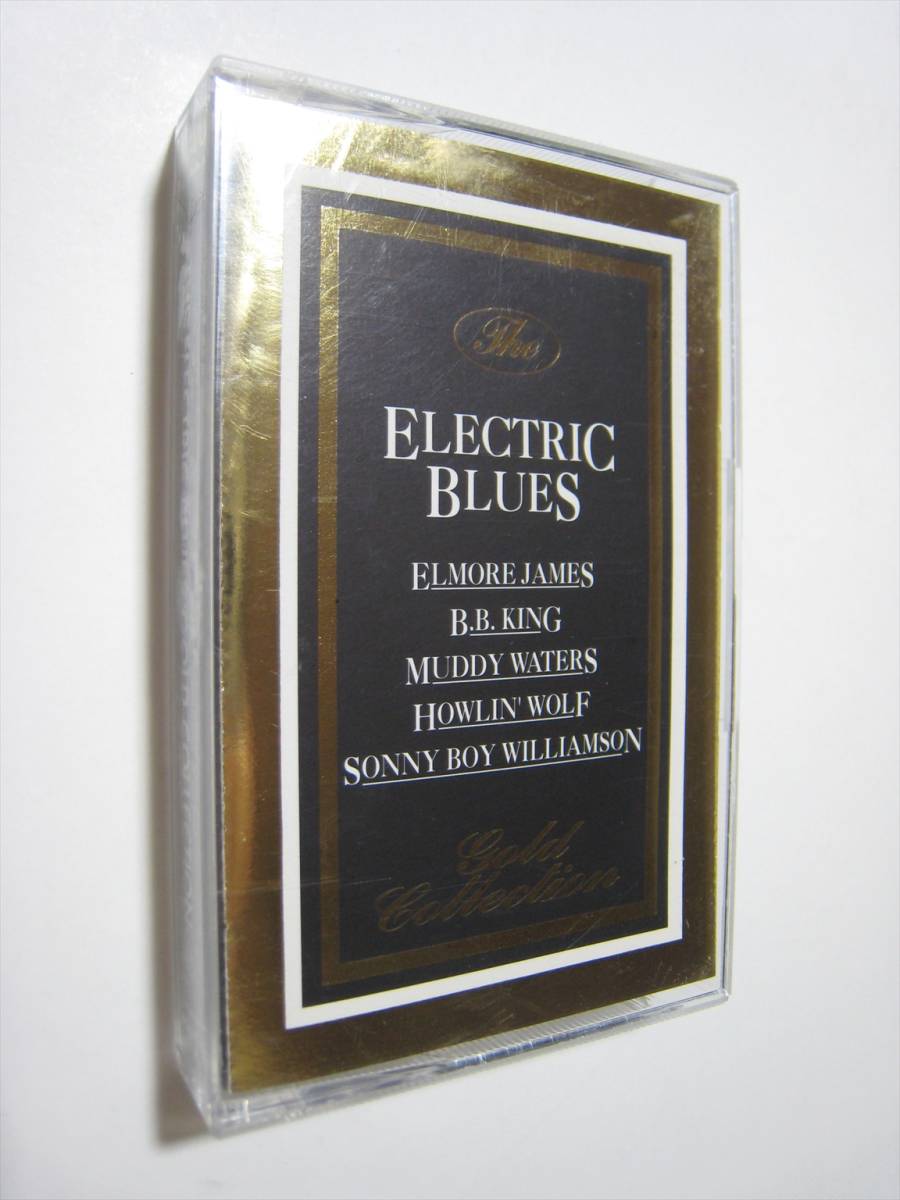 The
ELECTRIC
BLUES
ELMORE JAMES
B.B. KING
MUDDY WATERS
HOWLIN' WOLF
SONNY BOY WILLIAMSON
Gold
Collection